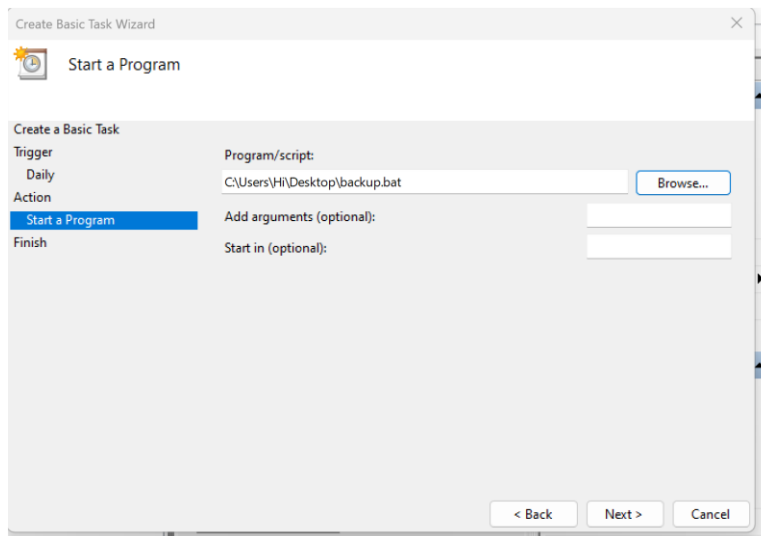 Create Basic Task Wizard
Start a Program
Create a Basic Task
Trigger
Daily
Action
Start a Program
Finish
Program/script:
C:\Users\Hi\Desktop\backup.bat
Browse...
Add arguments (optional):
Start in (optional):
< Back
Next >
Cancel